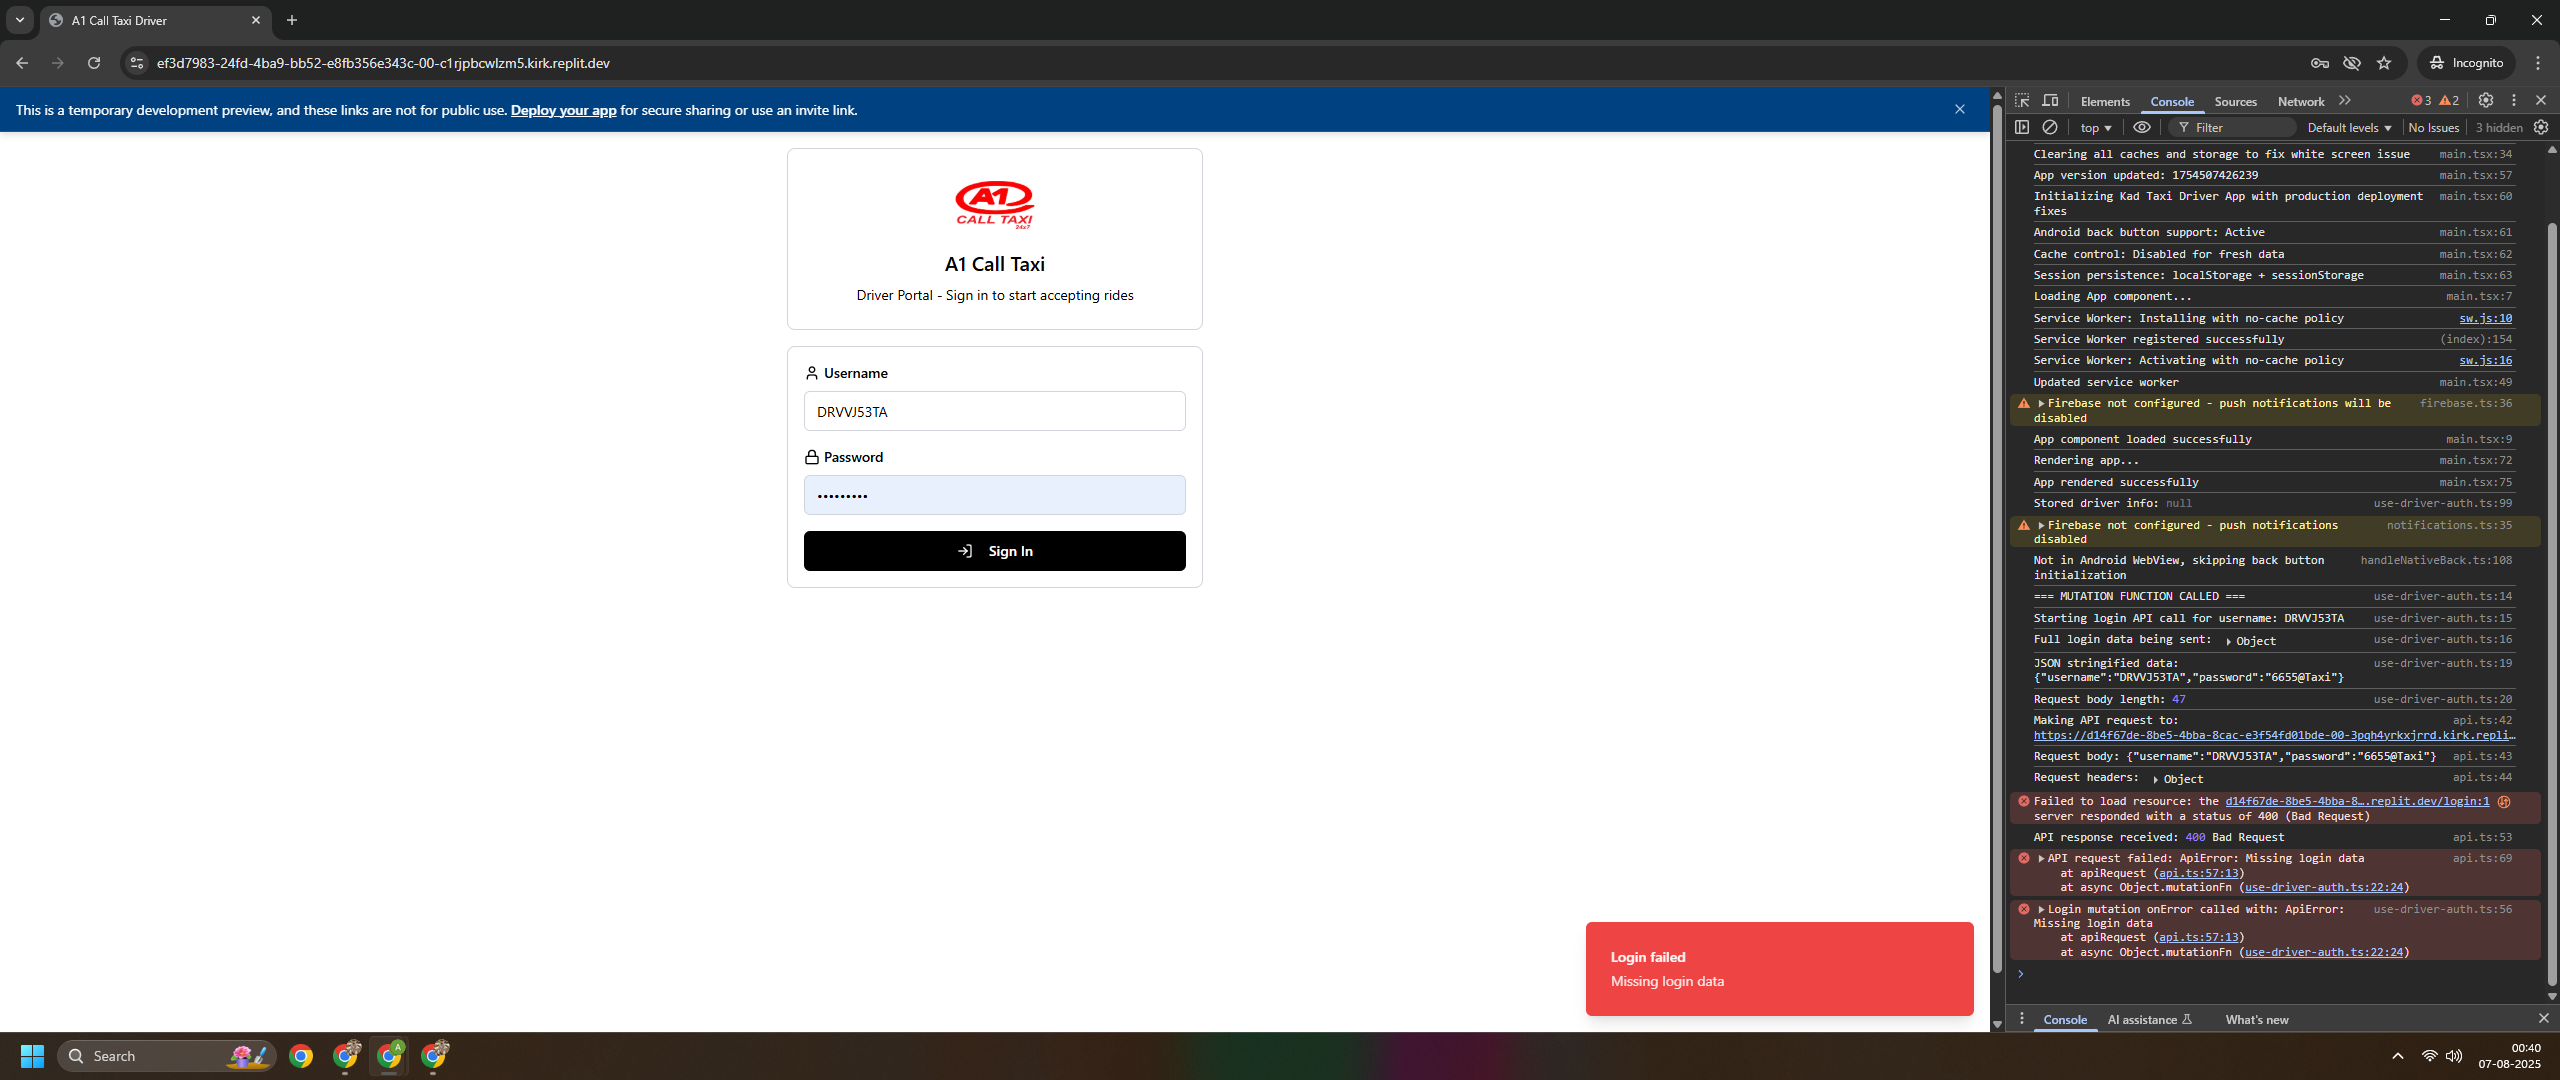 A1 Call Taxi Driver
ef3d7983-24fd-4ba9-bb52-e8fb356e343c-00-c1rjpbcwlzm5.kirk.replit.dev
Incognito
This is a temporary development preview, and these links are not for public use. Deploy your app for secure sharing or use an invite link.
A1
CALL TAXI
24x7
A1 Call Taxi
Driver Portal - Sign in to start accepting rides
Username
DRVVJ53TA
Password
•••••••••
Sign In
Login failed
Missing login data
Elements
Console
Sources
Network
3
2
top
Filter
Default levels
No Issues
3 hidden
Clearing all caches and storage to fix white screen issue main.tsx:34
App version updated: 1754507426239 main.tsx:57
Initializing Kad Taxi Driver App with production deployment main.tsx:60
fixes
Android back button support: Active main.tsx:61
Cache control: Disabled for fresh data main.tsx:62
Session persistence: localStorage + sessionStorage main.tsx:63
Loading App component... main.tsx:7
Service Worker: Installing with no-cache policy sw.js:10
Service Worker registered successfully (index):154
Service Worker: Activating with no-cache policy sw.js:16
Updated service worker main.tsx:49
Firebase not configured - push notifications will be firebase.ts:36
disabled
App component loaded successfully main.tsx:9
Rendering app... main.tsx:72
App rendered successfully main.tsx:75
Stored driver info: null use-driver-auth.ts:99
Firebase not configured - push notifications notifications.ts:35
disabled
Not in Android WebView, skipping back button handleNativeBack.ts:108
initialization
=== MUTATION FUNCTION CALLED === use-driver-auth.ts:14
Starting login API call for username: DRVVJ53TA use-driver-auth.ts:15
Full login data being sent: Object use-driver-auth.ts:16
JSON stringified data: use-driver-auth.ts:19
{"username":"DRVVJ53TA","password":"6655@Taxi"}
Request body length: 47 use-driver-auth.ts:20
Making API request to: api.ts:42
https://d14f67de-8be5-4bba-8cac-e3f54fd01bde-00-3pqh4yrkxjrrd.kirk.repli…
Request body: {"username":"DRVVJ53TA","password":"6655@Taxi"} api.ts:43
Request headers: Object api.ts:44
Failed to load resource: the d14f67de-8be5-4bba-8….replit.dev/login:1
server responded with a status of 400 (Bad Request)
API response received: 400 Bad Request api.ts:53
API request failed: ApiError: Missing login data api.ts:69
at apiRequest (api.ts:57:13)
at async Object.mutationFn (use-driver-auth.ts:22:24)
Login mutation onError called with: ApiError: use-driver-auth.ts:56
Missing login data
at apiRequest (api.ts:57:13)
at async Object.mutationFn (use-driver-auth.ts:22:24)
Console
AI assistance
What's new
Search
A
00:40
07-08-2025